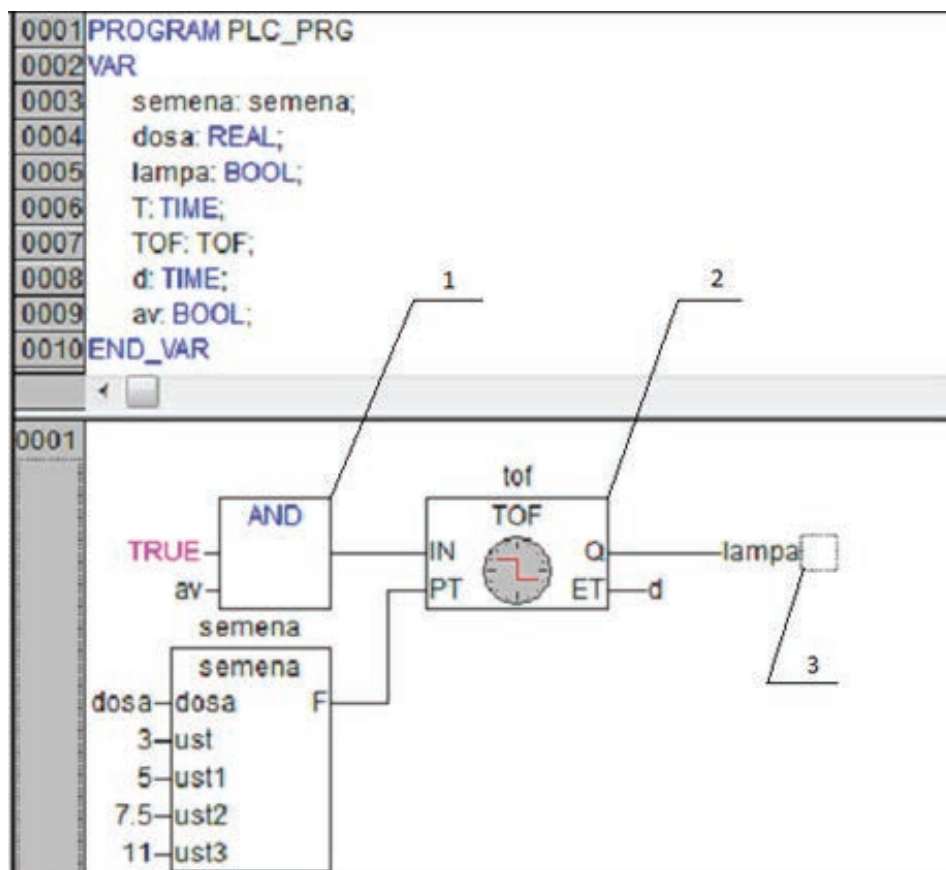 0001 PROGRAM PLC_PRG
0002 VAR
0003 semena: semena;
0004 dosa: REAL;
0005 lampa: BOOL;
0006 T: TIME;
0007 TOF: TOF;
0008 d: TIME;
0009 av: BOOL;
0010 END_VAR
1
2
0001
tof
AND
TOF
TRUE
IN
Q
lampa
av
PT
ET
d
3
semena
semena
dosa
dosa
F
3
ust
5
ust1
7.5
ust2
11
ust3